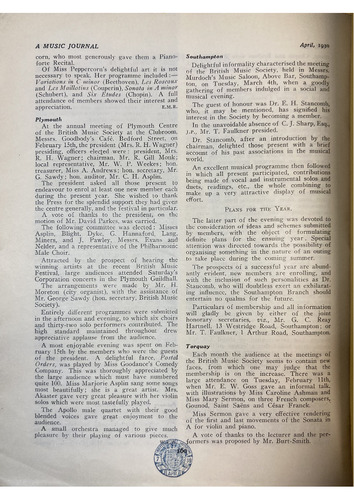 A MUSIC JOURNAL
April, 1930
corn, who most generously gave them a Piano-
forte Recital.
Of Miss Peppercorn's delightful art it is not
necessary to speak. Her programme included:—
Variations in C minor (Beethoven), Les Roseaux
and Les Moillotins (Couperin), Sonata in A minor
(Schubert), and Six Etudes (Chopin). A full
attendance of members showed their interest and
appreciation.
E.M.R.
Plymouth
At the annual meeting of Plymouth Centre
of the British Music Society at the Clubroom,
Messrs. Goodbody's Café, Bedford Street, on
February 15th, the president (Mrs. R. H. Wagner)
presiding, officers elected were: president, Mrs.
R. H. Wagner; chairman, Mr. R. Gill Monk;
local representative, Mr. W. P. Weekes; hon.
treasurer, Miss A. Andrews; hon. secretary, Mr.
G. Sawdy; hon. auditor, Mr. C. H. Asplin.
The president asked all those present to
endeavour to enrol at least one new member each
during the present year. She wished to thank
the Press for the splendid support they had given
the centre generally, and the festival in particular.
A vote of thanks to the president, on the
motion of Mr. David Parkes, was carried.
The following committee was elected: Misses
Asplin, Blight, Dyke, G. Hannaford, Lang,
Miners, and J. Pawley, Messrs. Evans and
Neilder, and a representative of the Philharmonic
Male Choir.
Attracted by the prospect of hearing the
winning artists at the recent British Music
Festival, large audiences attended Saturday's
Corporation concerts in the Plymouth Guildhall.
The arrangements were made by Mr. H.
Moreton (city organist), with the assistance of
Mr. George Sawdy (hon. secretary, British Music
Society).
Entirely different programmes were submitted
in the afternoon and evening, to which six choirs
and thirty-two solo performers contributed. The
high standard maintained throughout drew
appreciative applause from the audience.
A most enjoyable evening was spent on Feb-
ruary 18th by the members who were the guests
of the president. A delightful farce, Postal
Orders, was played by Miss Goodbody's Comedy
Company. This was thoroughly appreciated by
the large audience which must have numbered
quite 100. Miss Marjorie Asplin sang some songs
most beautifully; she is a great artist. Mrs.
Akaster gave very great pleasure with her violin
solos which were most tastefully played.
The Apollo male quartet with their good
blended voices gave great enjoyment to the
audience.
A small orchestra managed to give much
pleasure by their playing of various pieces.
Southampton
Delightful informality characterised the meeting
of the British Music Society, held in Messrs.
Murdoch's Music Saloon, Above Bar, Southamp-
ton, on Tuesday, March 4th, when a goodly
gathering of members indulged in a social and
musical evening.
The guest of honour was Dr. E. H. Stancomb,
who, it may be mentioned, has signified his
interest in the Society by becoming a member.
In the unavoidable absence of C. J. Sharp, Esq.,
J.P., Mr. T. Faulkner presided.
Dr. Stancomb, after an introduction by the
chairman, delighted those present with a brief
account of his past associations in the musical
world.
An excellent musical programme then followed
in which all present participated, contributions
being made of vocal and instrumental solos and
duets, readings, etc., the whole combining to
make up a very attractive display of musical
effort.
PLANS FOR THE YEAR.
The latter part of the evening was devoted to
the consideration of ideas and schemes submitted
by members, with the object of formulating
definite plans for the ensuing year. Special
attention was directed towards the possibility of
organising something in the nature of an outing
to take place during the coming summer.
The prospects of a successful year are abund-
antly evident, new members are enrolling, and
with the advent of such personalities as Dr.
Stancomb, who will doubtless exert an exhilarat-
ing influence, the Southampton Branch should
entertain no qualms for the future.
Particulars of membership and all information
will gladly be given by either of the joint
honorary secretaries, viz., Mr. G. C. Reay
Hartnell, 13 Westridge Road, Southampton; or
Mr. T. Faulkner, 1 Arthur Road, Southampton.
Torquay
Each month the audience at the meetings of
the British Music Society seems to contain new
faces, from which one may judge that the
membership is on the increase. There was a
large attendance on Tuesday, February 11th,
when Mr. E. W. Goss gave an informal talk,
with illustrations by Miss Caroline Ashman and
Miss Mary Sermon, on three French composers,
Gounod, Saint Saëns and César Franck.
Miss Sermon gave a very effective rendering
of the first and last movements of the Sonata in
A for violin and piano.
A vote of thanks to the lecturer and the per-
formers was proposed by Mr. Burt-Smith.